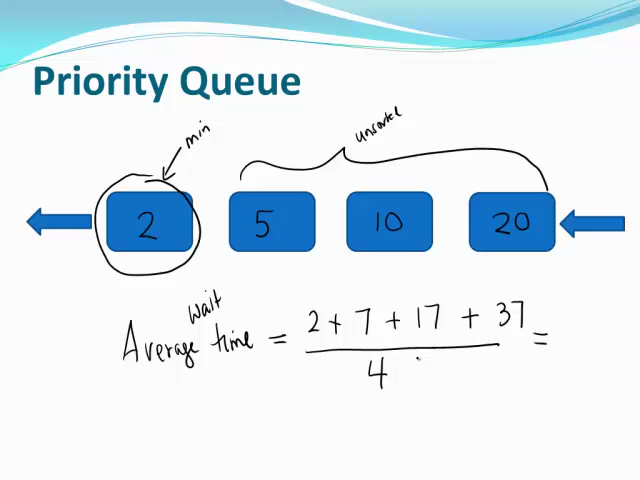 Priority Queue
min
unsorted
2 5 10 20
wait
Average time = 2 + 7 + 17 + 37 =
4